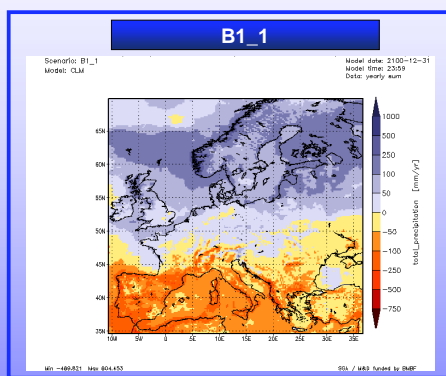 B1_1
Scenario: B1_1
Model: CLM
Model date: 2100-12-31
Model time: 23:59
Data: yearly sum
65N
60N
55N
50N
45N
40N
35N
10W 5W 0 5E 10E 15E 20E 25E 30E 35E
1000
500
250
100
50
0
-50
-100
-250
-500
-750
total_precipitation [mm/yr]
Min -489.821 Max 804.653
SGA / M&D funded by BMBF